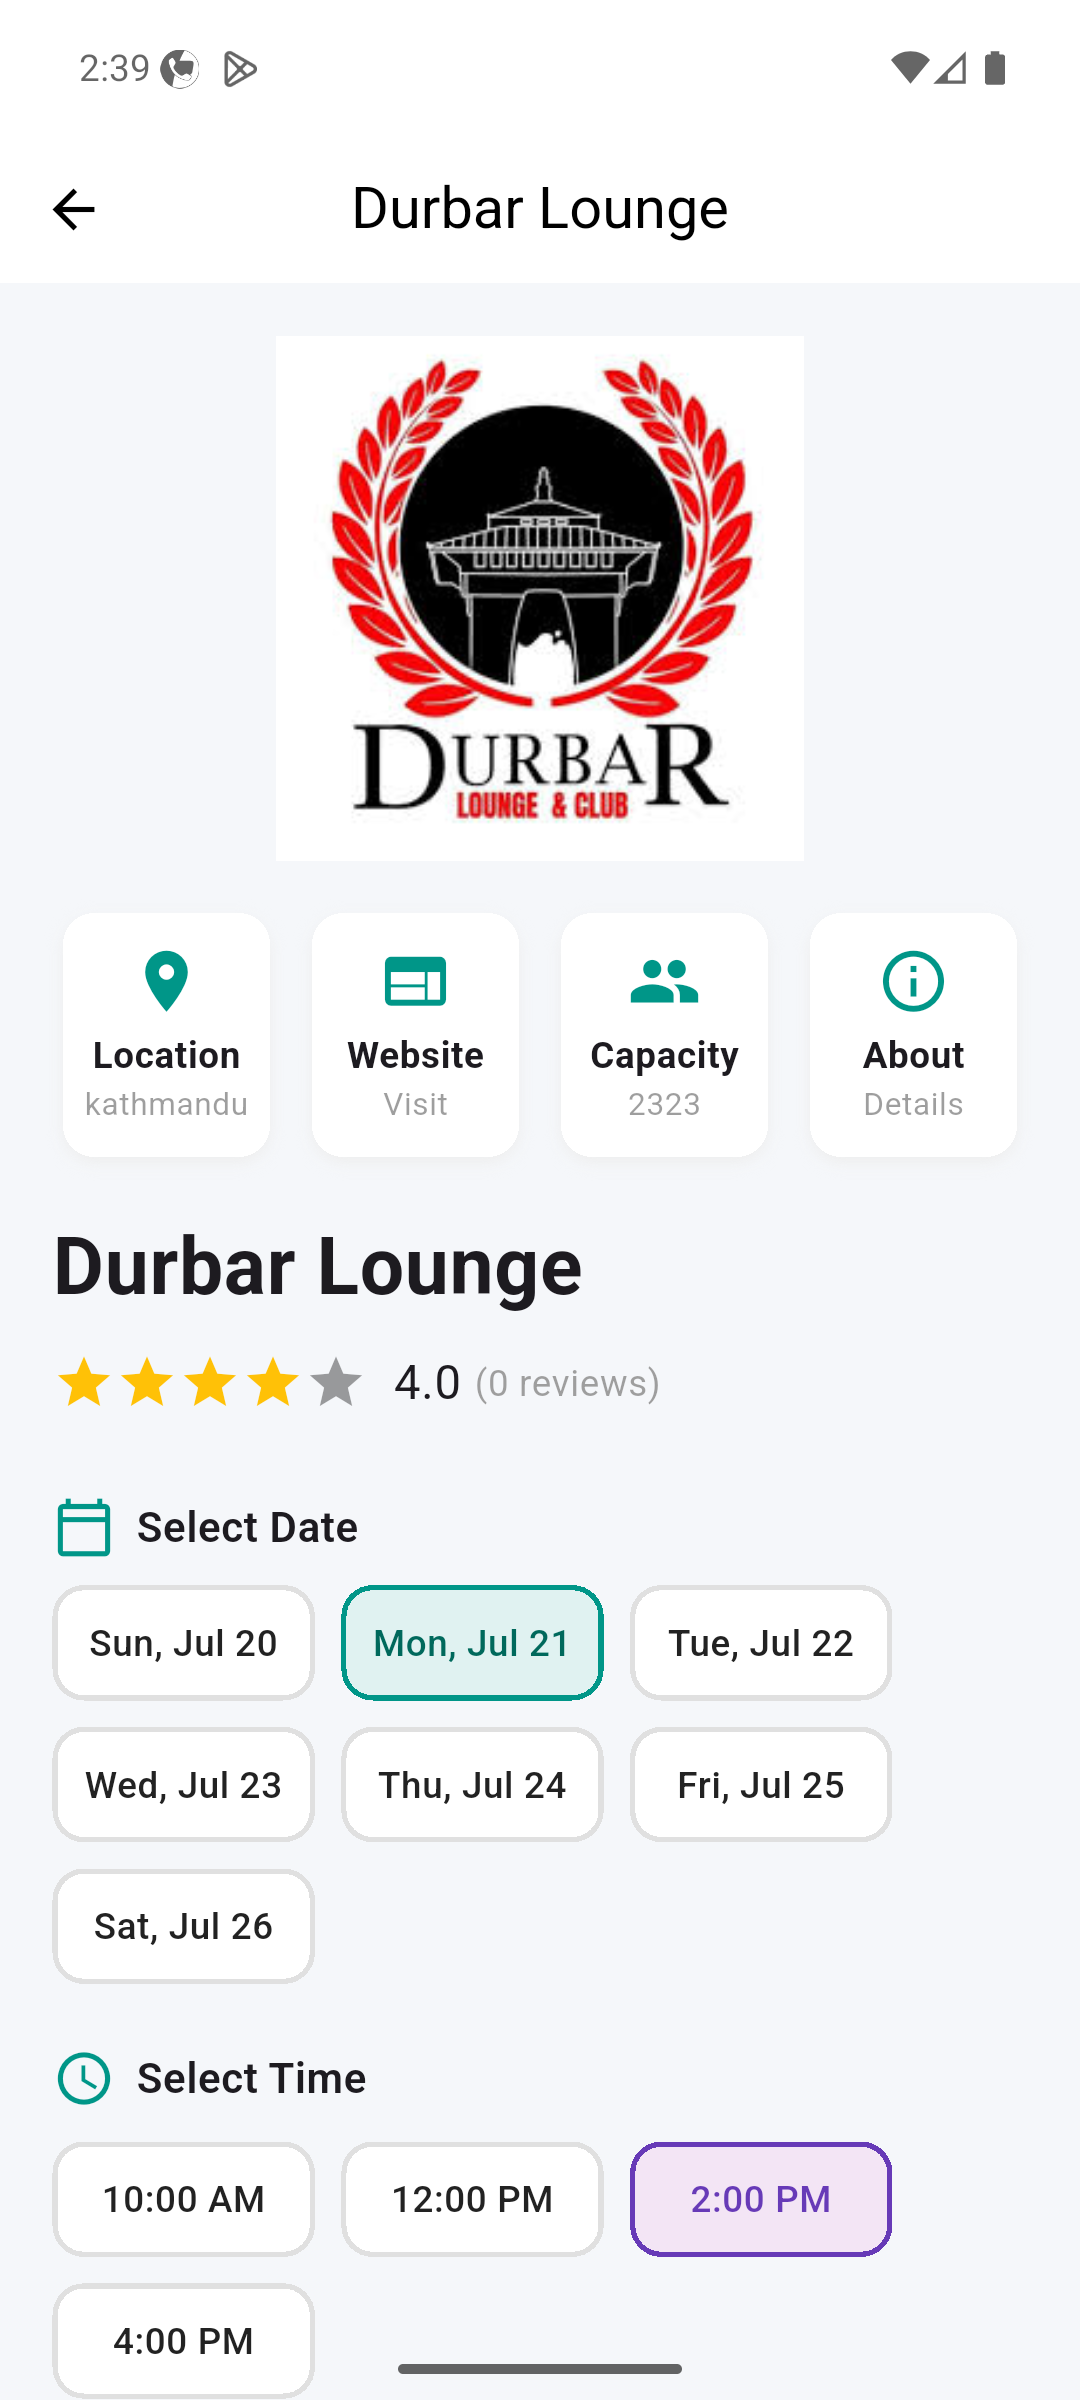 2:39
Durbar Lounge
DURBAR
LOUNGE & CLUB
Location Website Capacity About
kathmandu Visit 2323 Details
Durbar Lounge
4.0 (0 reviews)
Select Date
Sun, Jul 20 Mon, Jul 21 Tue, Jul 22
Wed, Jul 23 Thu, Jul 24 Fri, Jul 25
Sat, Jul 26
Select Time
10:00 AM 12:00 PM 2:00 PM
4:00 PM